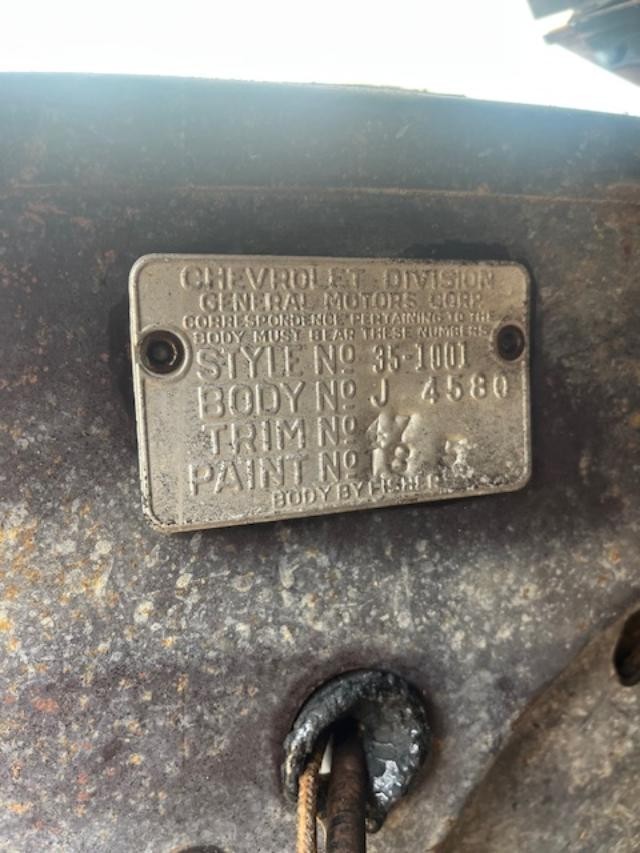 CHEVROLET DIVISION
GENERAL MOTORS CORP.
CORRESPONDENCE PERTAINING TO THE
BODY MUST BEAR THESE NUMBERS
STYLE Nº 35-1001
BODY Nº J 4580
TRIM Nº 47
PAINT Nº
BODY BY FISHER